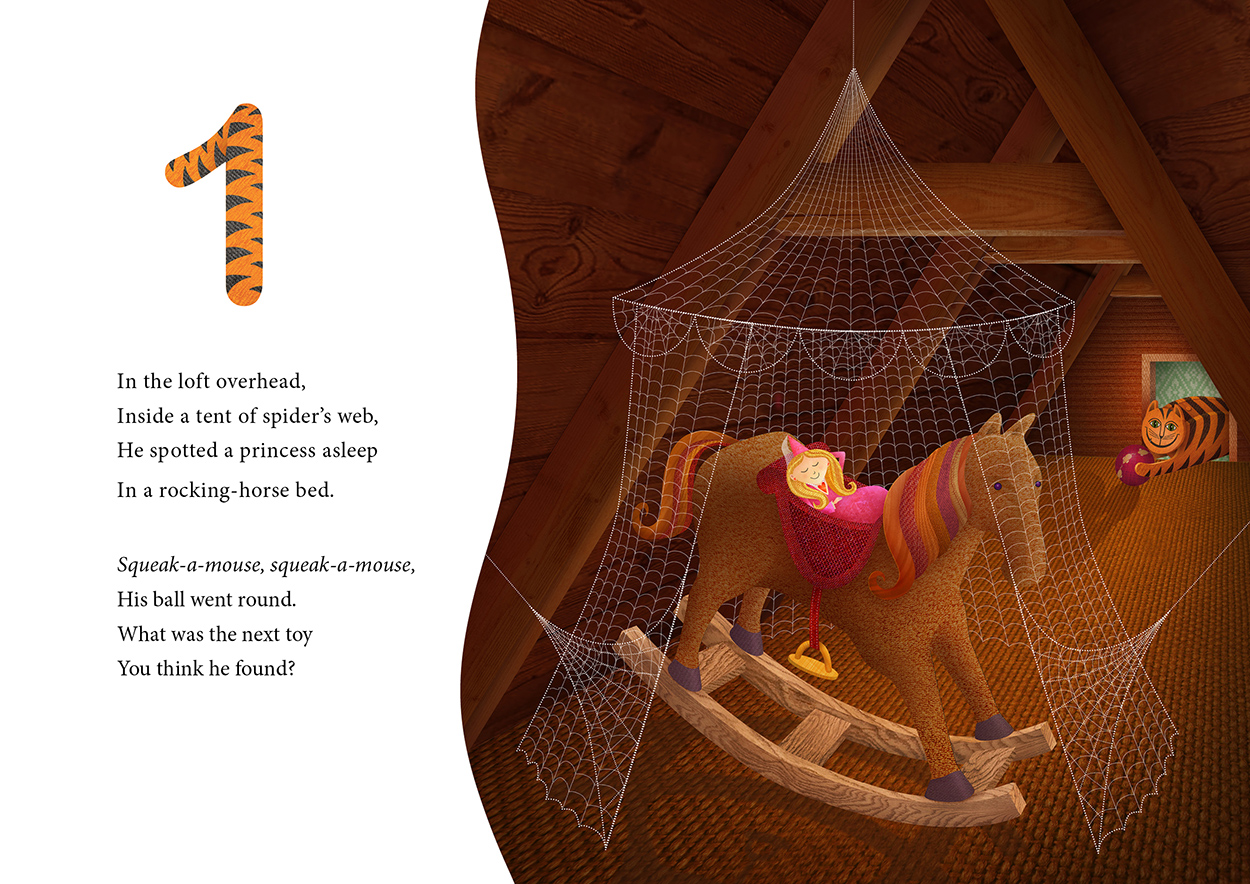 1
In the loft overhead,
Inside a tent of spider’s web,
He spotted a princess asleep
In a rocking-horse bed.
Squeak-a-mouse, squeak-a-mouse,
His ball went round.
What was the next toy
You think he found?